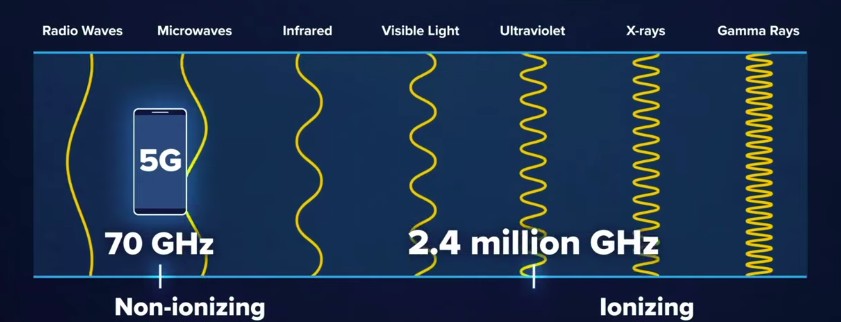 Radio Waves Microwaves Infrared Visible Light Ultraviolet X-rays Gamma Rays
5G
70 GHz 2.4 million GHz
Non-ionizing Ionizing